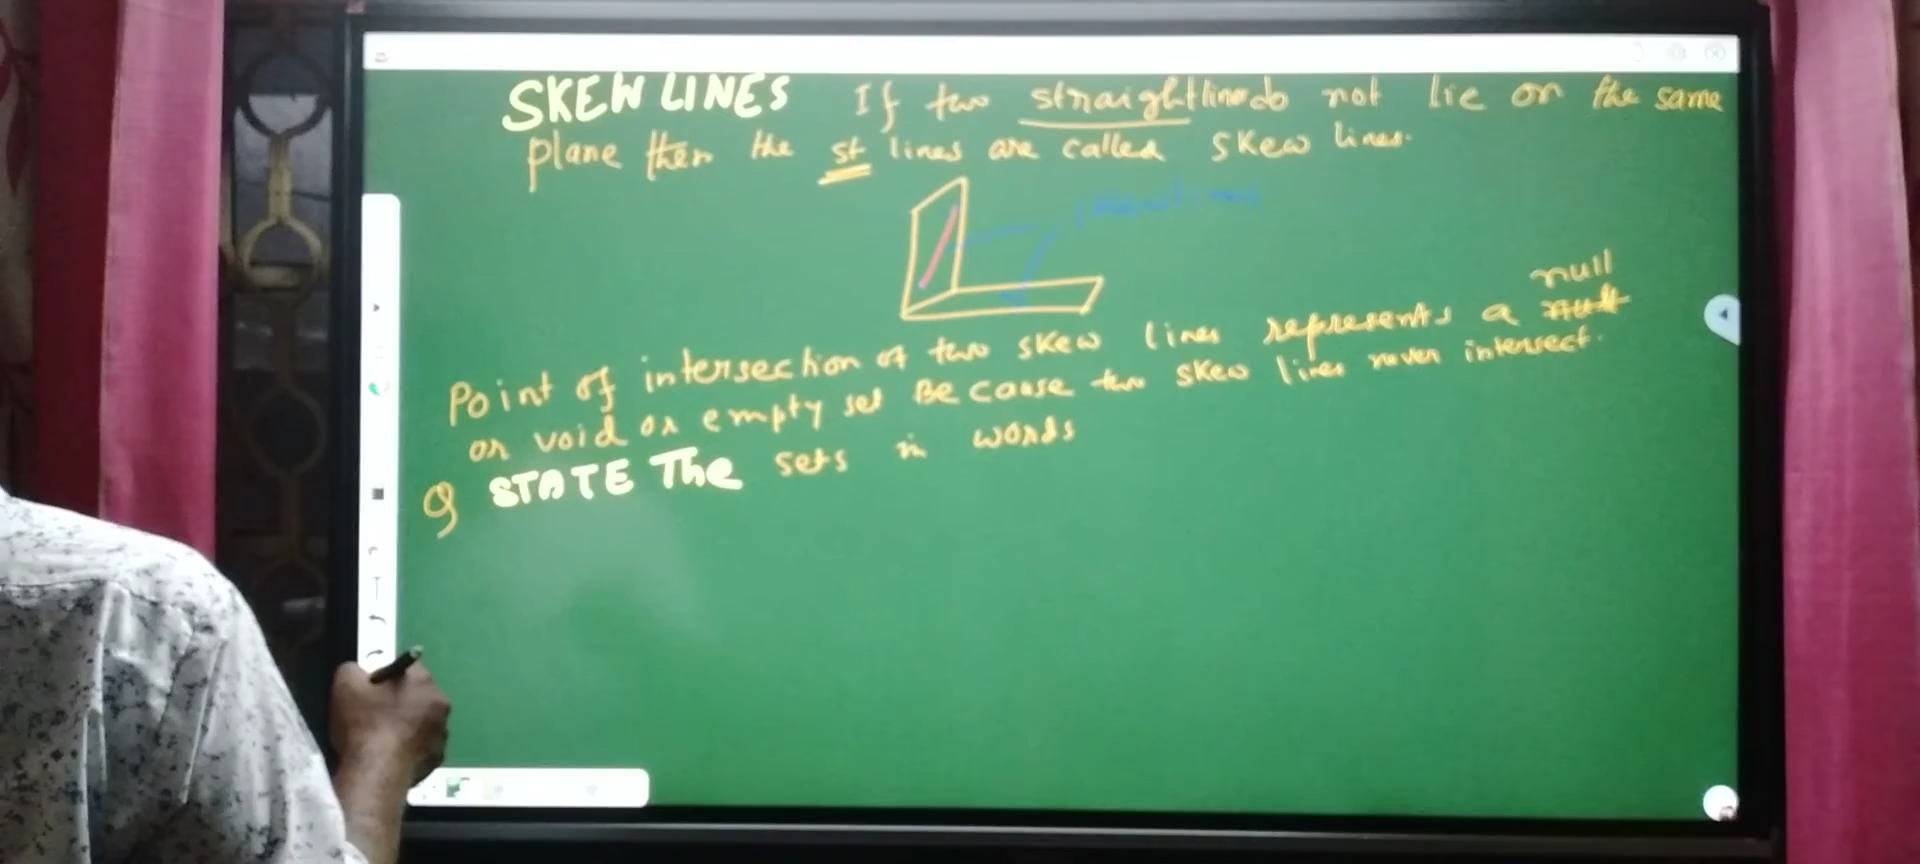 SKEW LINES If two straight lines do not lie on the same
plane then the st lines are called skew lines.
null
Point of intersection of two skew lines represents a
or void or empty set Because two skew lines never intersect.
Q STATE The sets in words